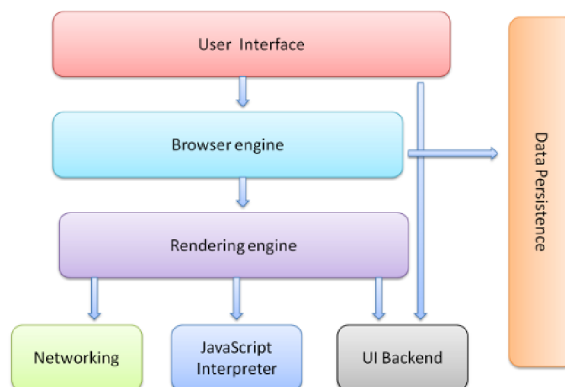 User Interface
Browser engine
Data Persistence
Rendering engine
Networking
JavaScript
Interpreter
UI Backend